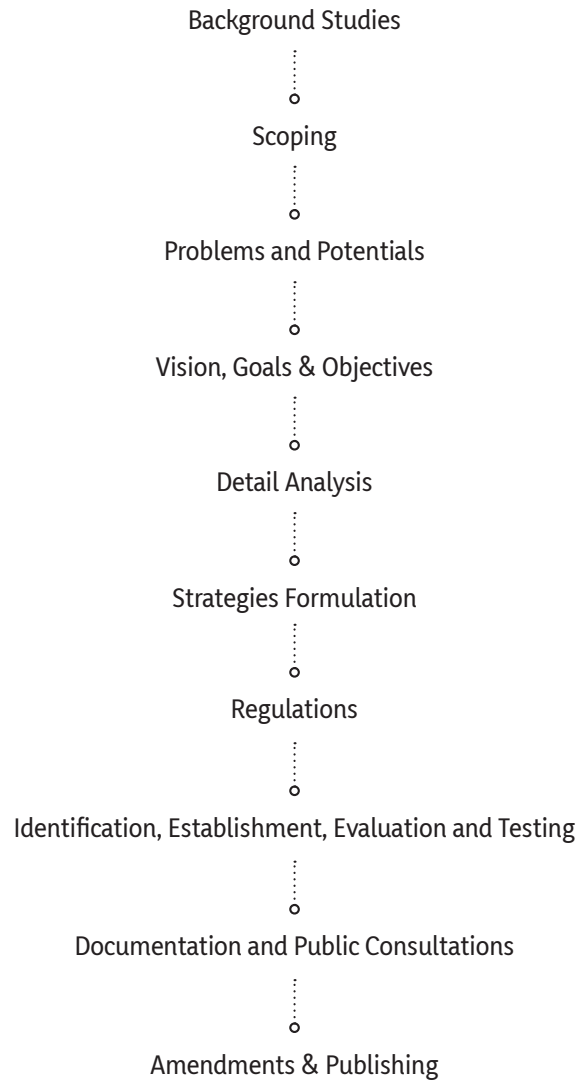 Background Studies
Scoping
Problems and Potentials
Vision, Goals & Objectives
Detail Analysis
Strategies Formulation
Regulations
Identification, Establishment, Evaluation and Testing
Documentation and Public Consultations
Amendments & Publishing